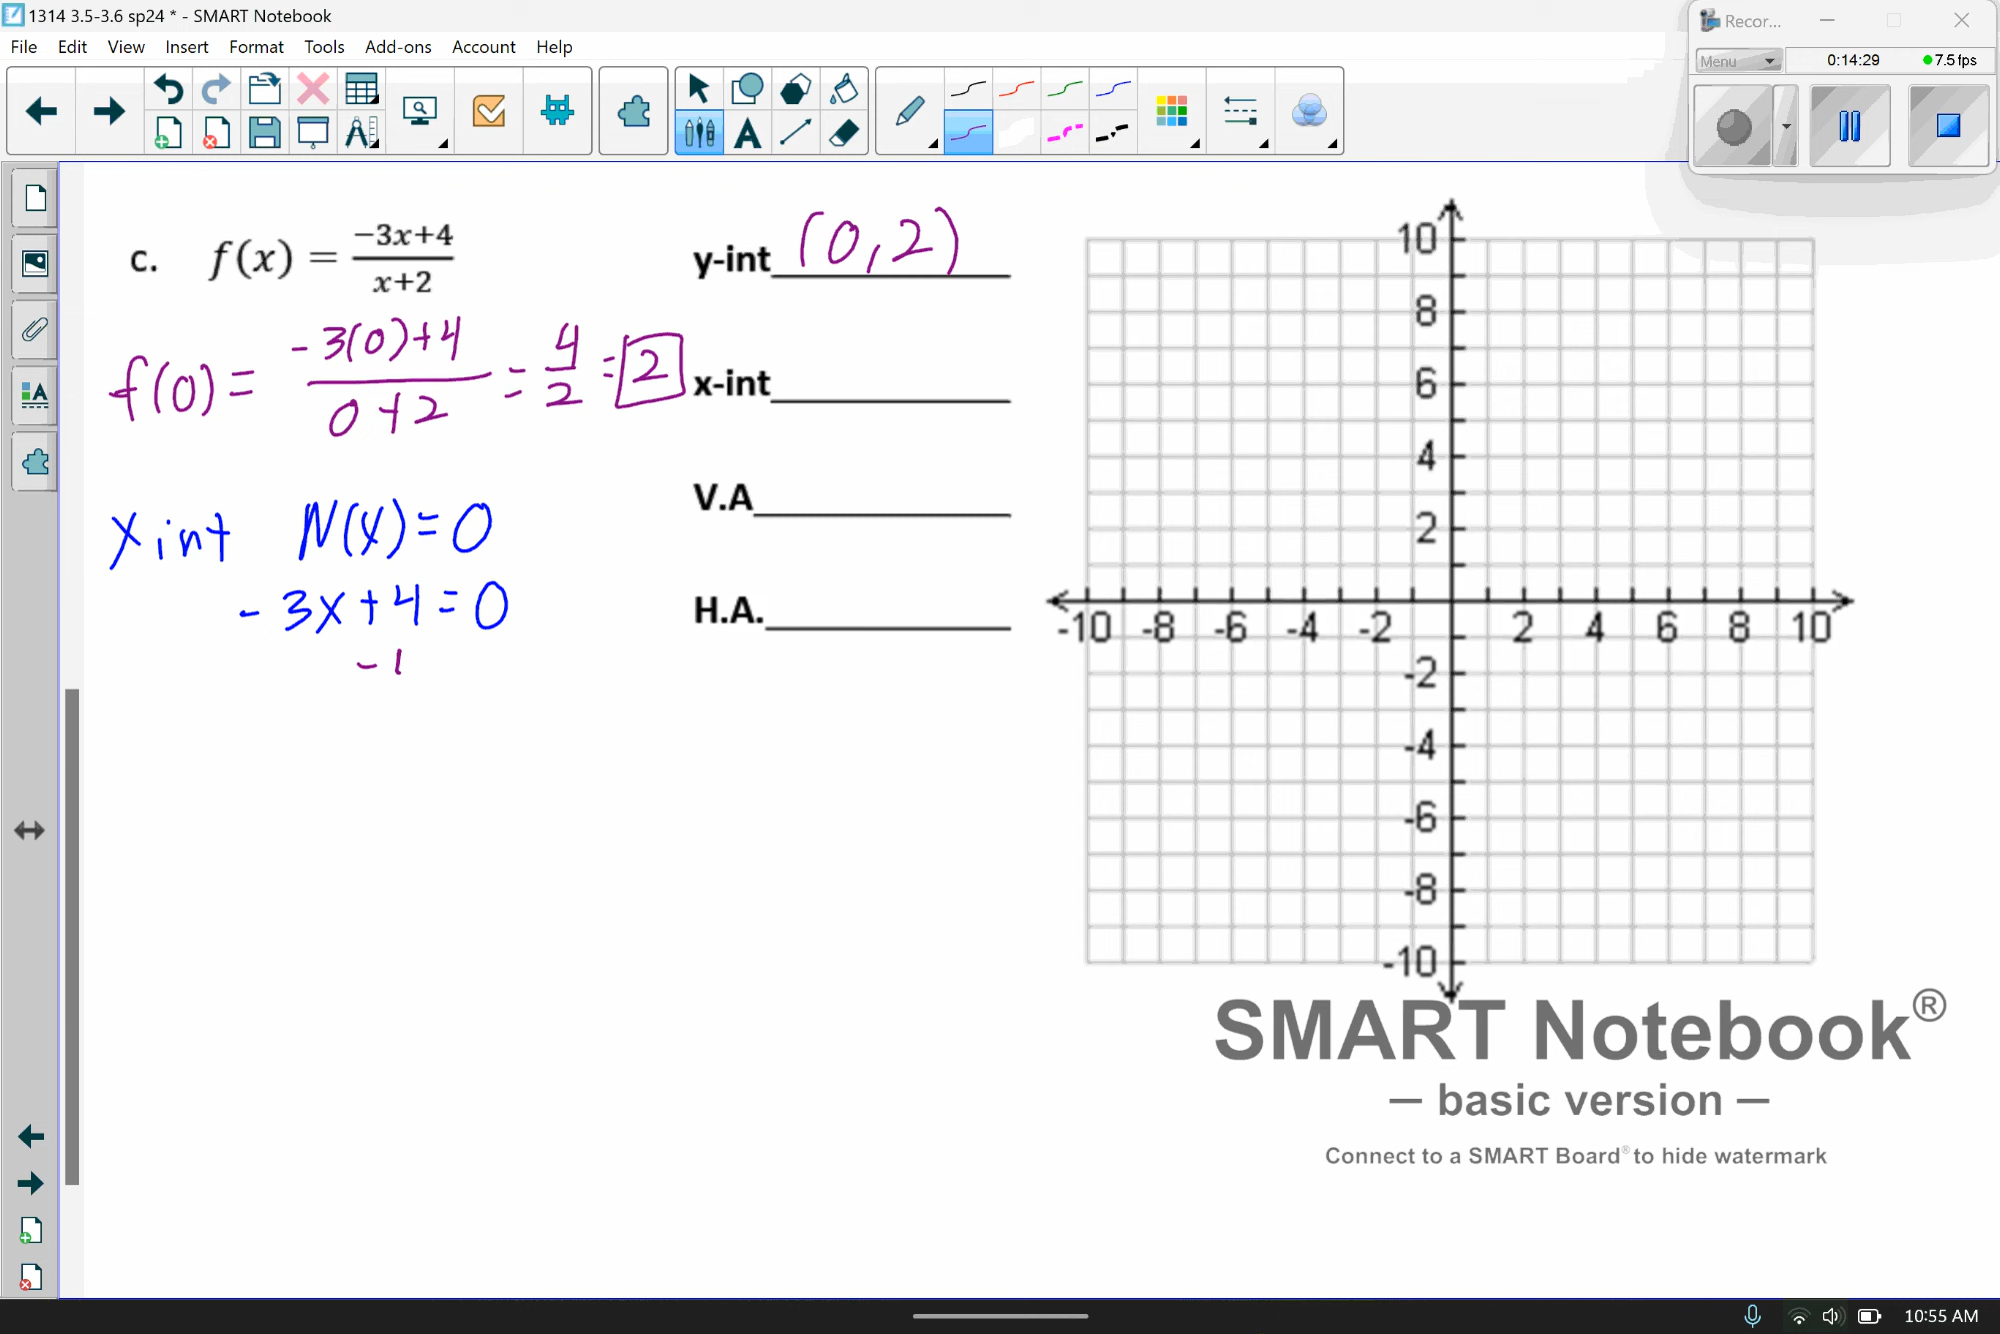 1314 3.5-3.6 sp24 * - SMART Notebook
File Edit View Insert Format Tools Add-ons Account Help
Recor...
Menu 0:14:29 7.5 fps
c. f(x) = -3x+4 / x+2
f(0) = -3(0)+4 / 0+2 = 4/2 = 2
X int N(x)=0
-3x+4=0
-1
y-int (0,2)
x-int
V.A
H.A.
10
8
6
4
2
-10 -8 -6 -4 -2 2 4 6 8 10
-2
-4
-6
-8
-10
SMART Notebook®
— basic version —
Connect to a SMART Board® to hide watermark
10:55 AM